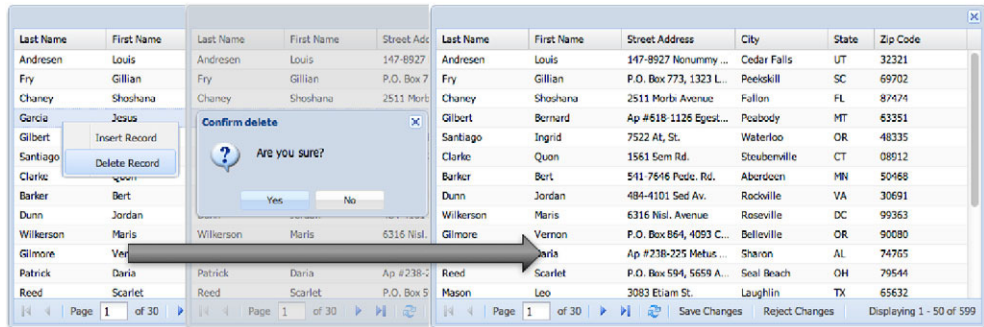 Last Name First Name
Andresen Louis
Fry Gillian
Chaney Shoshana
Garcia Jesus
Gilbert
Insert Record
Santiago
Delete Record
Clarke Quon
Barker Bert
Dunn Jordan
Wilkerson Maris
Gilmore
Patrick Daria
Reed Scarlet
Page 1 of 30
Last Name First Name Street Add
Andresen Louis 147-8927
Fry Gillian P.O. Box 7
Chaney Shoshana 2511 Morb
Confirm delete
Are you sure?
Yes No
Wilkerson Maris 6316 Nisl.
Patrick Daria Ap #238-2
Reed Scarlet P.O. Box 5
Page 1 of 30
Last Name First Name Street Address City State Zip Code
Andresen Louis 147-8927 Nonummy ... Cedar Falls UT 32321
Fry Gillian P.O. Box 773, 1323 L... Peekskill SC 69702
Chaney Shoshana 2511 Morbi Avenue Fallon FL 87474
Gilbert Bernard Ap #618-1126 Egest... Peabody MT 63351
Santiago Ingrid 7522 At, St. Waterloo OR 48335
Clarke Quon 1561 Sem Rd. Steubenville CT 08912
Barker Bert 541-7646 Pede. Rd. Aberdeen MN 50468
Dunn Jordan 484-4101 Sed Av. Rockville VA 30691
Wilkerson Maris 6316 Nisl. Avenue Roseville DC 99363
Gilmore Vernon P.O. Box 864, 4093 C... Belleville OR 90080
Daria Ap #238-225 Metus ... Sharon AL 74765
Reed Scarlet P.O. Box 594, 5659 A... Seal Beach OH 79544
Mason Leo 3083 Etiam St. Laughlin TX 65632
Page 1 of 30 Save Changes Reject Changes Displaying 1 - 50 of 599